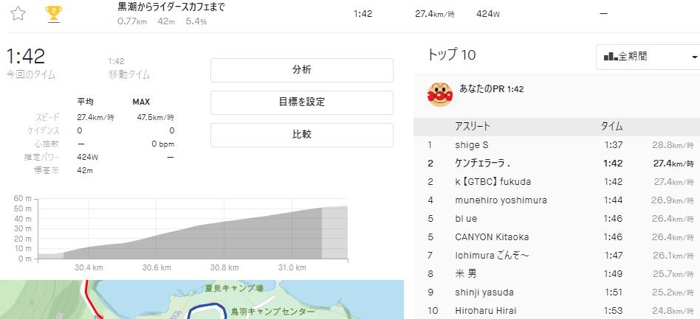 黒潮からライダースカフェまで
0.77km 42m 5.4%
1:42 27.4km/時 424W —
1:42
今回のタイム
1:42
移動タイム
分析
目標を設定
比較
平均 MAX
スピード 27.4km/時 47.5km/時
ケイデンス 0 0
心拍数 — 0 bpm
推定パワー 424W —
標高差 42m
60 m
50 m
40 m
30 m
20 m
10 m
0 m
30.4 km 30.6 km 30.8 km 31.0 km
夏見キャンプ場
鳥羽キャンプセンター
トップ 10
全期間
あなたのPR 1:42
アスリート タイム
1 shige S 1:37 28.8km/時
2 ケンチェラーラ . 1:42 27.4km/時
2 k【GTBC】fukuda 1:42 27.4km/時
4 munehiro yoshimura 1:44 26.9km/時
5 bl ue 1:46 26.4km/時
5 CANYON Kitaoka 1:46 26.4km/時
7 Iohimura ごんぞ〜 1:47 26.1km/時
8 米 男 1:49 25.7km/時
9 shinji yasuda 1:51 25.2km/時
10 Hiroharu Hirai 1:53 24.8km/時